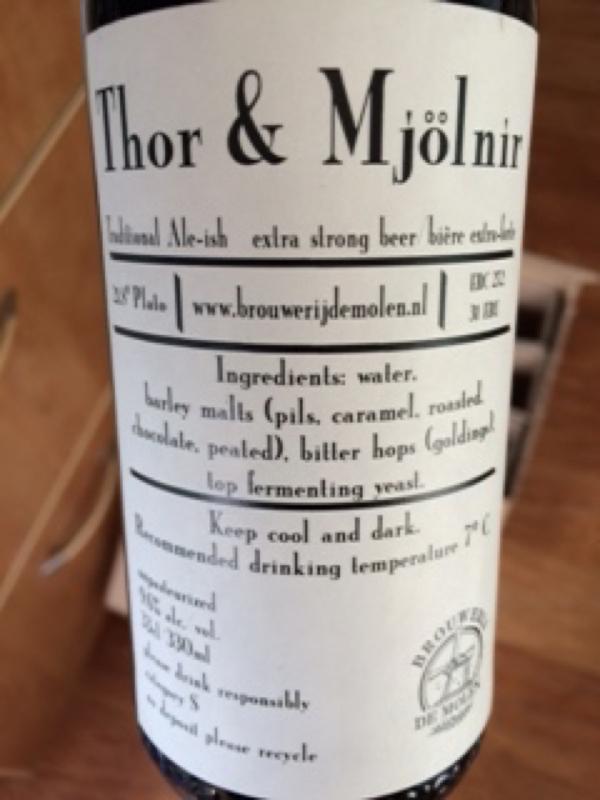 Thor & Mjölnir
Traditional Ale-ish extra strong beer bière extra-forte
Plato
www.brouwerijdemolen.nl
EBC
Ingredients: water,
barley malts (pils, caramel, roasted,
chocolate, peated), bitter hops (goldings)
top fermenting yeast.
Keep cool and dark.
Recommended drinking temperature 7° C
unpasteurized
alc. vol.
33cl 330ml
please drink responsibly
category S
no deposit please recycle
BROUWERIJ
DE MOLEN